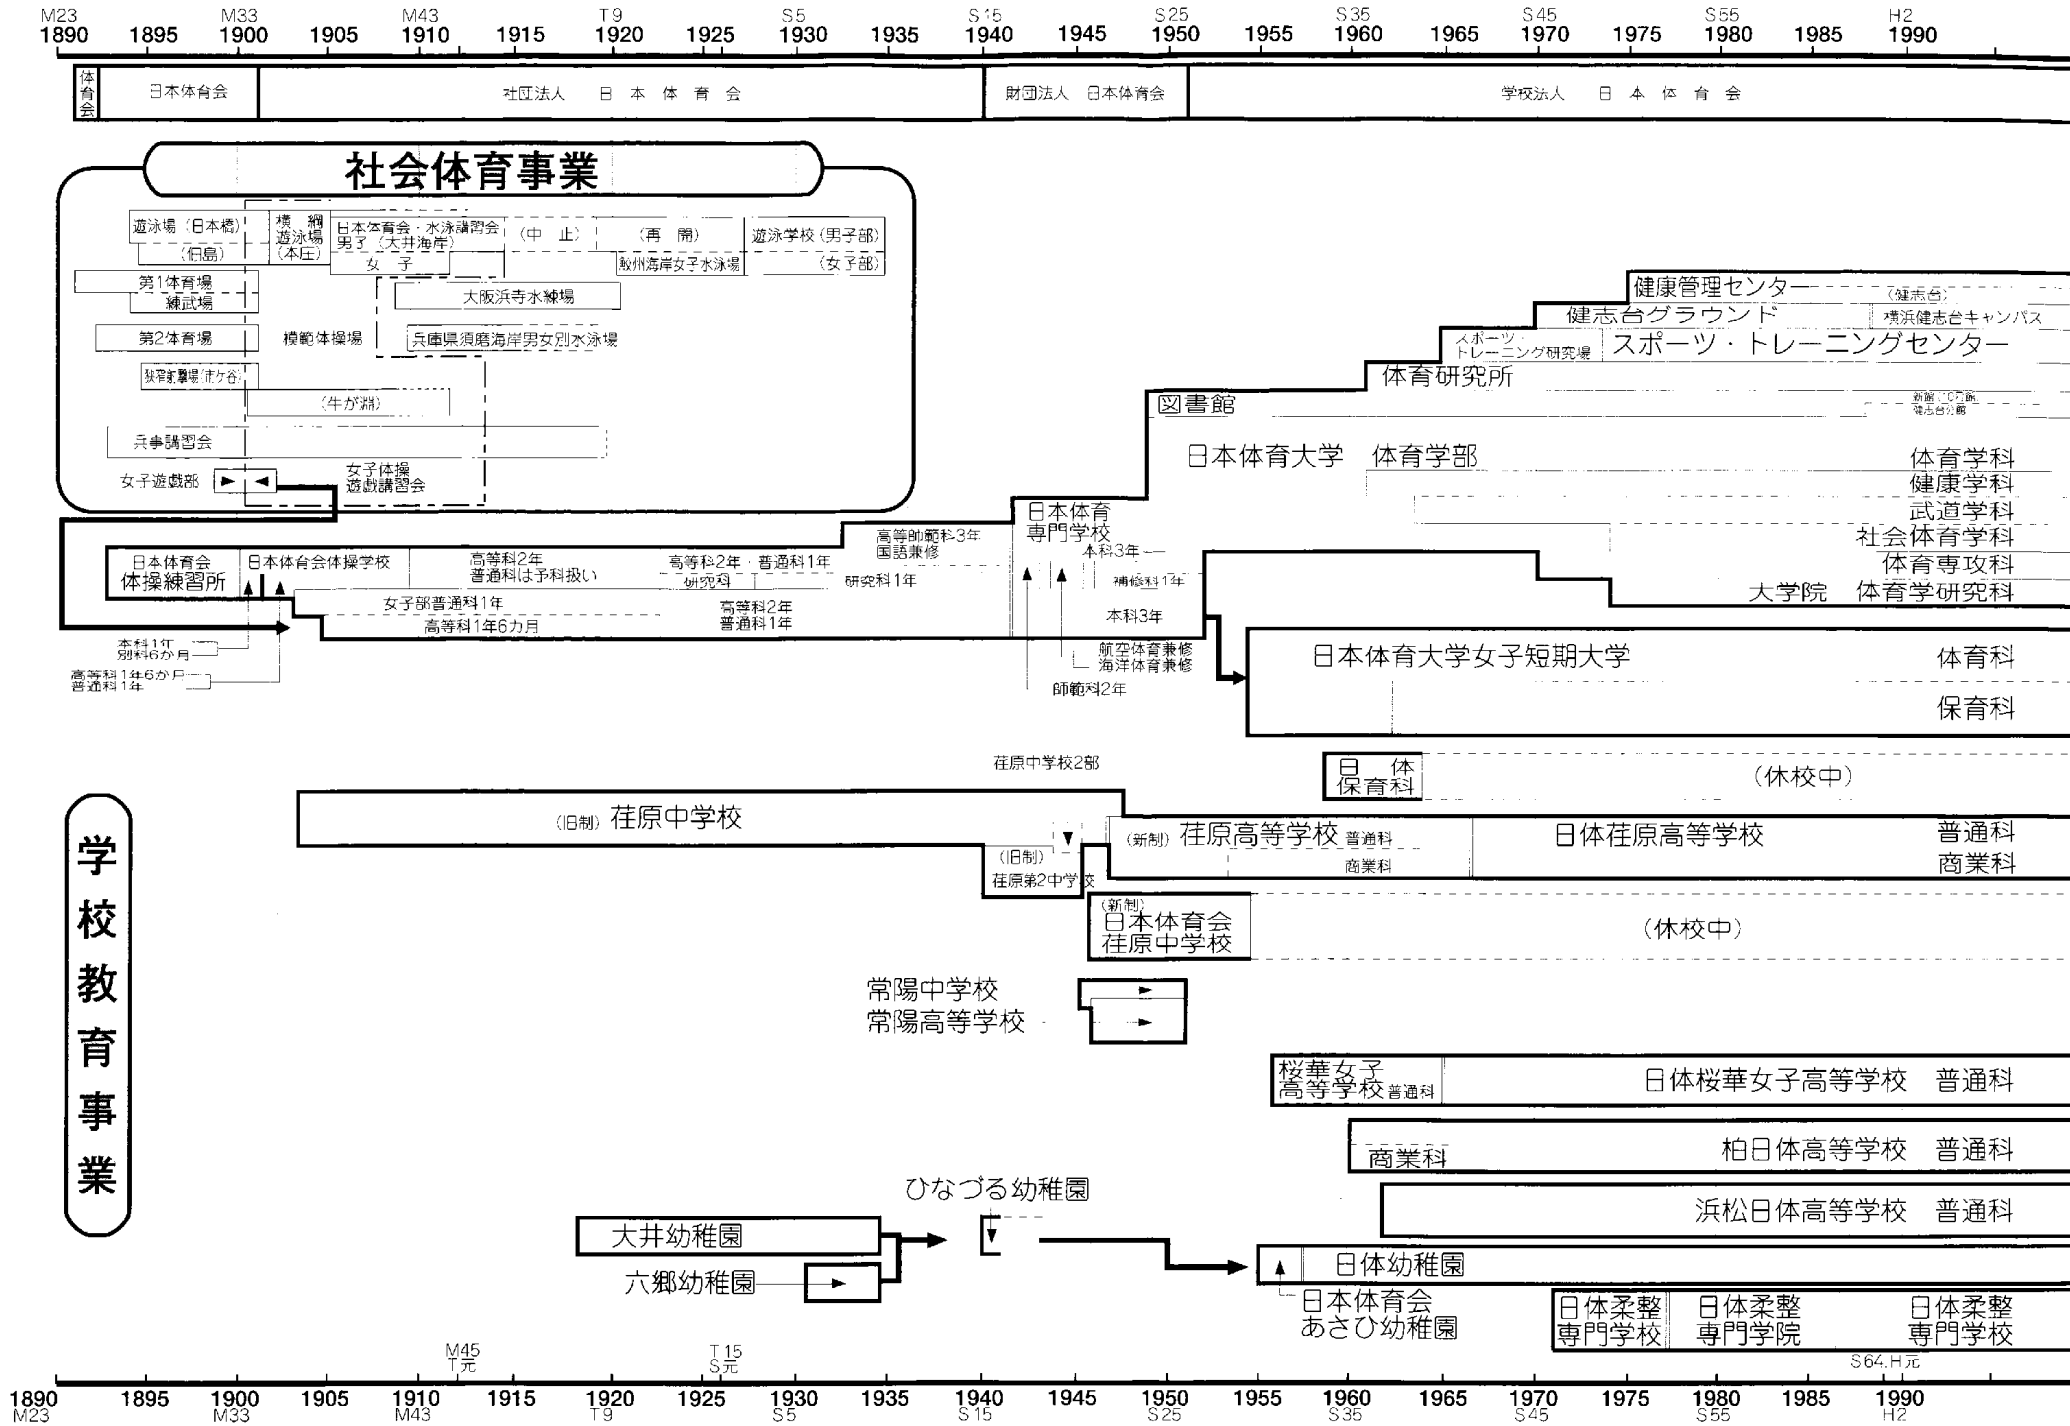 M23 M33 M43 T9 S5 S15 S25 S35 S45 S55 H2
1890 1895 1900 1905 1910 1915 1920 1925 1930 1935 1940 1945 1950 1955 1960 1965 1970 1975 1980 1985 1990
体育会
日本体育会
社団法人 日本体育会
財団法人 日本体育会
学校法人 日本体育会
社会体育事業
遊泳場(日本橋)
(佃島)
横網
遊泳場
(本庄)
日本体育会・水泳講習会
男子(大井海岸)
女子
(中止)
(再開)
鮫州海岸女子水泳場
遊泳学校(男子部)
(女子部)
第1体育場
練武場
大阪浜寺水練場
第2体育場
模範体操場
兵庫県須磨海岸男女別水泳場
(牛が淵)
兵事講習会
女子遊戯部
女子体操
遊戯講習会
健康管理センター
(健志台)
健志台グラウンド
横浜健志台キャンパス
スポーツ・
トレーニング研究場
スポーツ・トレーニングセンター
体育研究所
図書館
健志台分館
日本体育大学 体育学部
体育学科
健康学科
武道学科
社会体育学科
体育専攻科
大学院 体育学研究科
日本体育会
体操練習所
日本体育会体操学校
高等科2年
普通科は予科扱い
高等科2年・普通科1年
研究科
高等師範科3年
国語兼修
研究科1年
日本体育
専門学校
本科3年
補修科1年
女子部普通科1年
高等科1年6カ月
高等科2年
普通科1年
本科3年
本科1年
別科6か月
高等科1年6か月
普通科1年
航空体育兼修
海洋体育兼修
師範科2年
日本体育大学女子短期大学
体育科
保育科
日体
保育科
(休校中)
学校教育事業
荏原中学校2部
(旧制)荏原中学校
(旧制)
荏原第2中学校
(新制)荏原高等学校 普通科
商業科
日体荏原高等学校
普通科
商業科
(新制)
日本体育会
荏原中学校
(休校中)
常陽中学校
常陽高等学校
桜華女子
高等学校 普通科
日体桜華女子高等学校 普通科
商業科
柏日体高等学校 普通科
浜松日体高等学校 普通科
ひなづる幼稚園
大井幼稚園
六郷幼稚園
日体幼稚園
日本体育会
あさひ幼稚園
日体柔整
専門学校
日体柔整
専門学院
日体柔整
専門学校
M45
T元
T15
S元
S64.H元
1890 1895 1900 1905 1910 1915 1920 1925 1930 1935 1940 1945 1950 1955 1960 1965 1970 1975 1980 1985 1990
M23 M33 M43 T9 S5 S15 S25 S35 S45 S55 H2